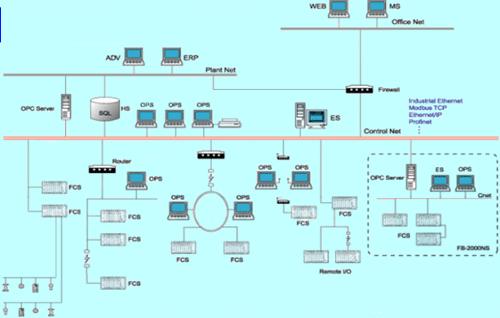 WEB
MS
Office Net
ADV
ERP
Plant Net
Firewall
OPC Server
SQL
HS
OPS
OPS
OPS
ES
Industrial Ethernet
Modbus TCP
Ethernet/IP
Profinet
Control Net
Router
OPS
OPS
OPS
OPC Server
ES
OPS
FCS
OPS
OPS
Cnet
FCS
FCS
FCS
FCS
FCS
FCS
FCS
FCS
Remote I/O
FCS
FB-2000NS